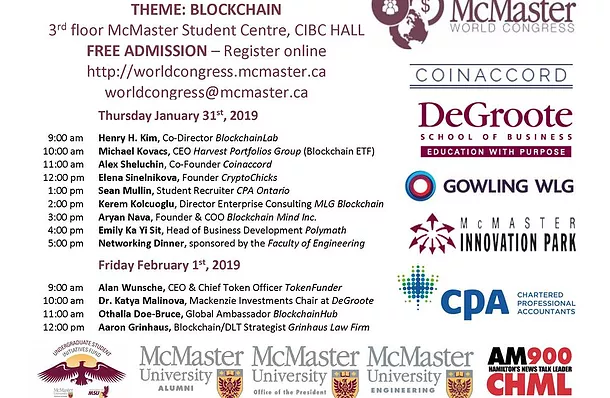 THEME: BLOCKCHAIN
3rd floor McMaster Student Centre, CIBC HALL
FREE ADMISSION – Register online
http://worldcongress.mcmaster.ca
worldcongress@mcmaster.ca
Thursday January 31st, 2019
9:00 am Henry H. Kim, Co-Director BlockchainLab
10:00 am Michael Kovacs, CEO Harvest Portfolios Group (Blockchain ETF)
11:00 am Alex Sheluchin, Co-Founder Coinaccord
12:00 pm Elena Sinelnikova, Founder CryptoChicks
1:00 pm Sean Mullin, Student Recruiter CPA Ontario
2:00 pm Kerem Kolcuoglu, Director Enterprise Consulting MLG Blockchain
3:00 pm Aryan Nava, Founder & COO Blockchain Mind Inc.
4:00 pm Emily Ka Yi Sit, Head of Business Development Polymath
5:00 pm Networking Dinner, sponsored by the Faculty of Engineering
Friday February 1st, 2019
9:00 am Alan Wunsche, CEO & Chief Token Officer TokenFunder
10:00 am Dr. Katya Malinova, Mackenzie Investments Chair at DeGroote
11:00 am Othalla Doe-Bruce, Global Ambassador BlockchainHub
12:00 pm Aaron Grinhaus, Blockchain/DLT Strategist Grinhaus Law Firm
McMaster
WORLD CONGRESS
COINACCORD
DeGroote
SCHOOL OF BUSINESS
EDUCATION WITH PURPOSE
GOWLING WLG
MCMASTER
INNOVATION PARK
CPA
CHARTERED
PROFESSIONAL
ACCOUNTANTS
UNDERGRADUATE STUDENT
INITIATIVES FUND
MSU
McMaster
University
ALUMNI
McMaster
University
Office of the President
McMaster
University
ENGINEERING
AM900
HAMILTON'S NEWS TALK LEADER
CHML